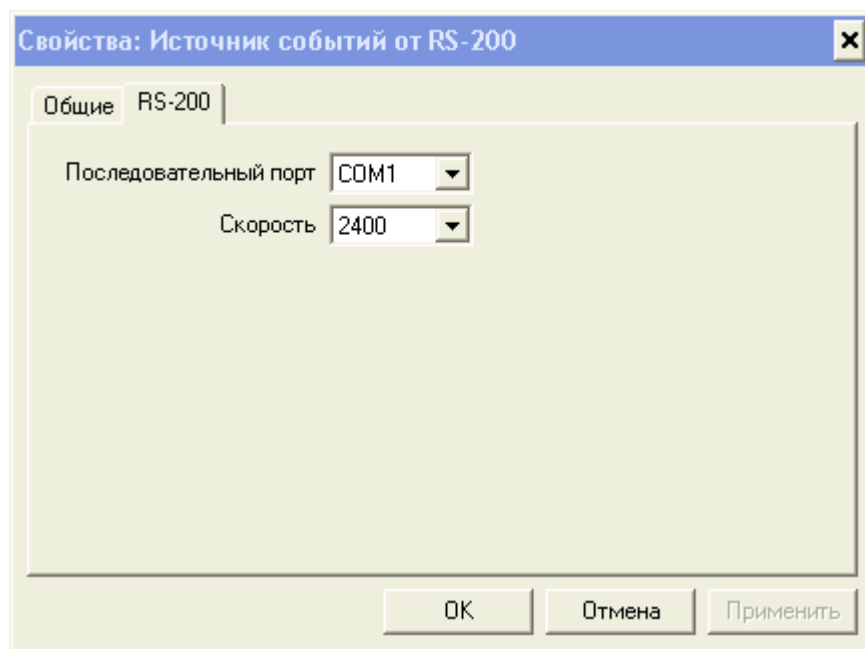 Свойства: Источник событий от RS-200
Общие RS-200
Последовательный порт COM1
Скорость 2400
OK Отмена Применить